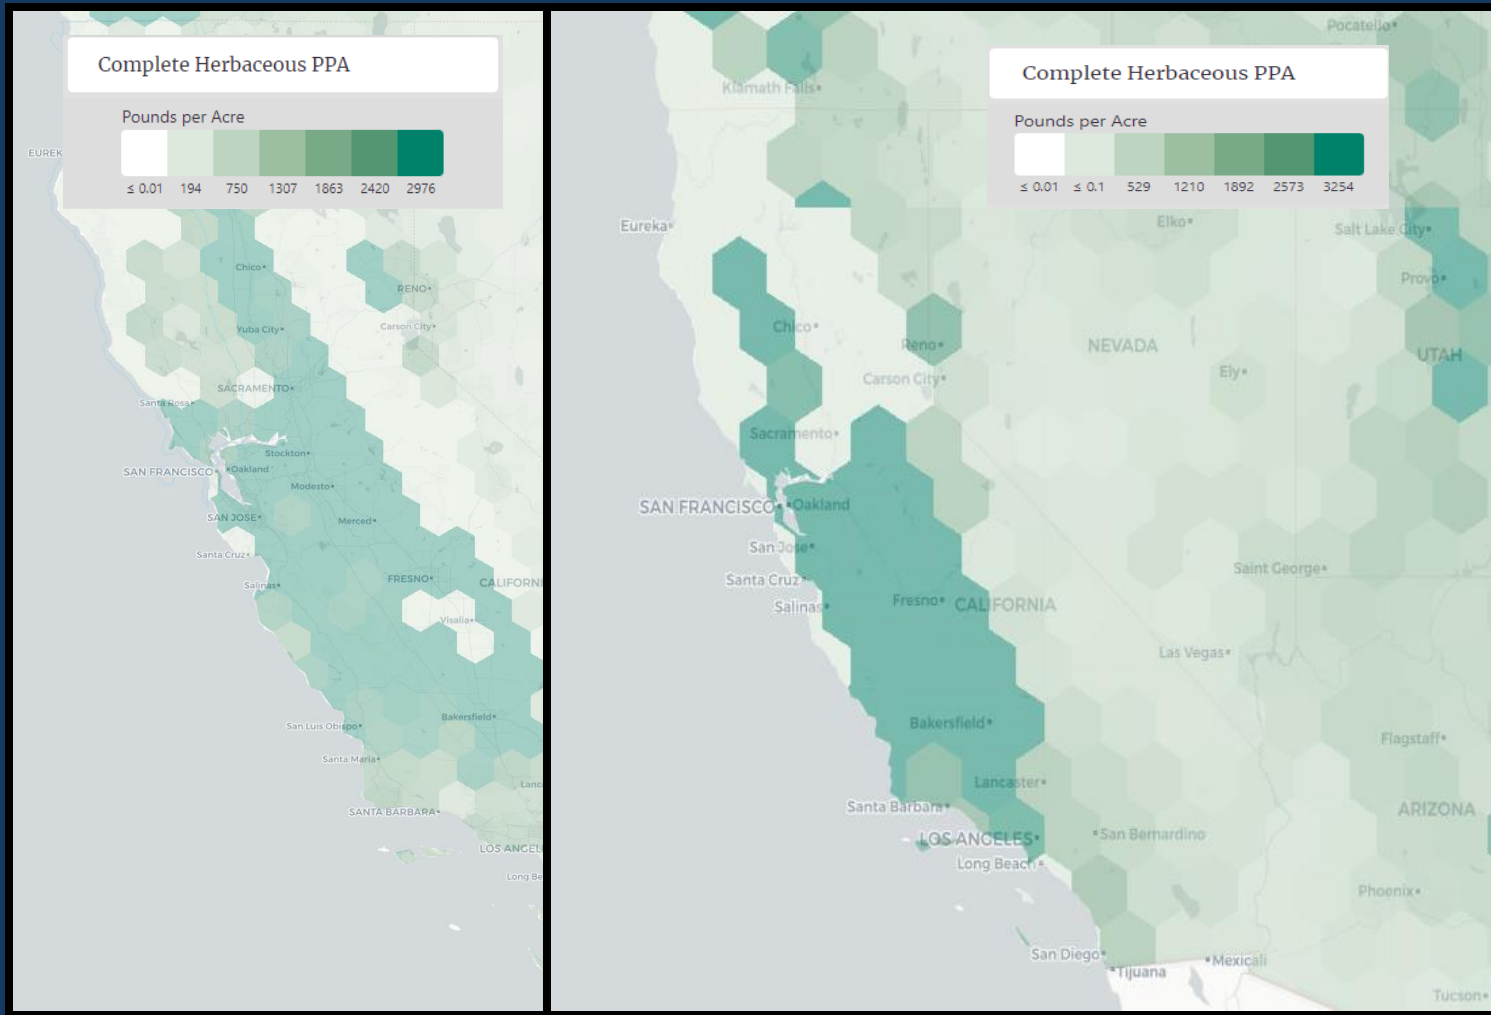 Complete Herbaceous PPA
Pounds per Acre
≤ 0.01 194 750 1307 1863 2420 2976
EUREK
Chico
RENO
Yuba City
Carson City
SACRAMENTO
Santa Rosa
Stockton
SAN FRANCISCO
Oakland
Modesto
SAN JOSE
Merced
Santa Cruz
FRESNO
CALIFORNI
Salinas
Visalia
San Luis Obispo
Bakersfield
Santa Maria
Lanc
SANTA BARBARA
LOS ANGEL
Long Be
Pocatello
Complete Herbaceous PPA
Klamath Falls
Pounds per Acre
≤ 0.01 ≤ 0.1 529 1210 1892 2573 3254
Eureka
Elko
Salt Lake City
Provo
Chico
Reno
NEVADA
UTAH
Carson City
Ely
Sacramento
SAN FRANCISCO
Oakland
San Jose
Santa Cruz
Saint George
Salinas
Fresno
CALIFORNIA
Las Vegas
Bakersfield
Flagstaff
Lancaster
Santa Barbara
ARIZONA
LOS ANGELES
San Bernardino
Long Beach
Phoenix
San Diego
Mexicali
Tijuana
Tucson